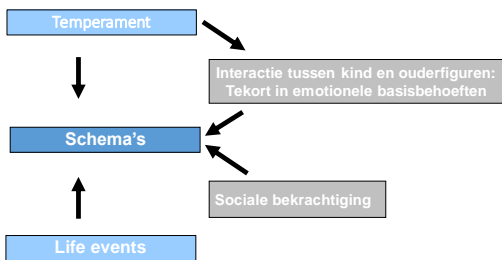 Temperament
Interactie tussen kind en ouderfiguren:
Tekort in emotionele basisbehoeften
Schema's
Sociale bekrachtiging
Life events